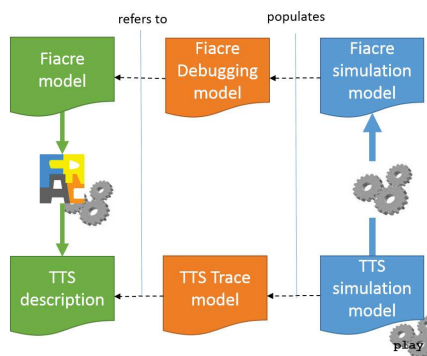 refers to
populates
Fiacre
model
Fiacre
Debugging
model
Fiacre
simulation
model
FRAC
TTS
description
TTS Trace
model
TTS
simulation
model
play